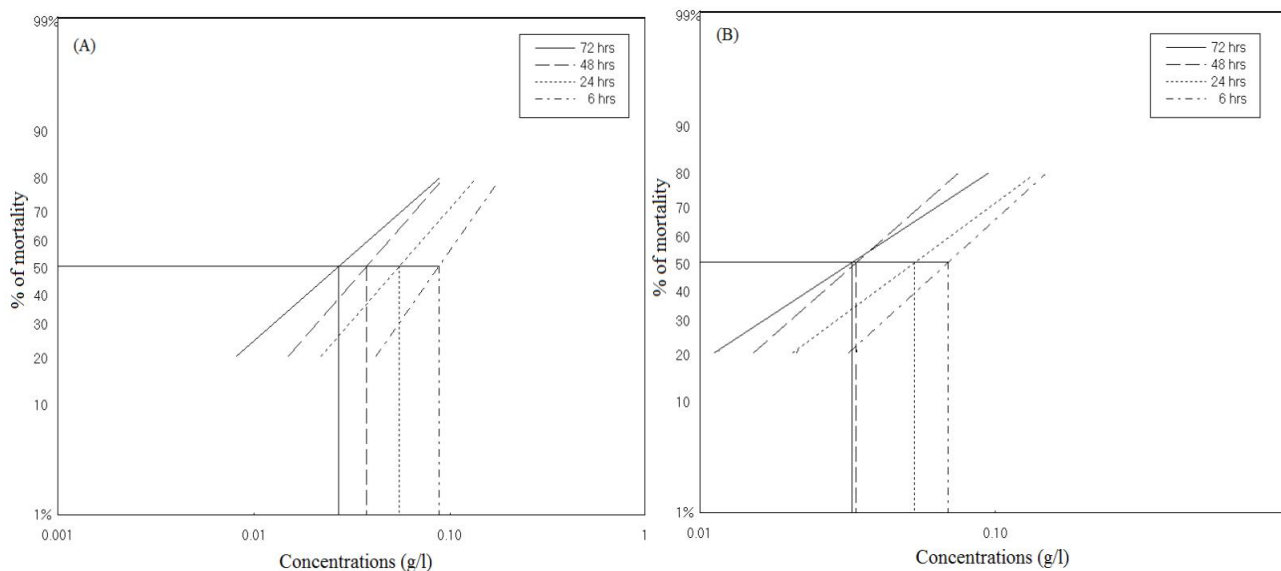 99%
(A)
72 hrs
48 hrs
24 hrs
6 hrs
90
80
70
60
50
40
30
20
10
1%
% of mortality
0.001
0.01
0.10
1
Concentrations (g/l)
99%
(B)
72 hrs
48 hrs
24 hrs
6 hrs
90
80
70
60
50
40
30
20
10
1%
% of mortality
0.01
0.10
Concentrations (g/l)